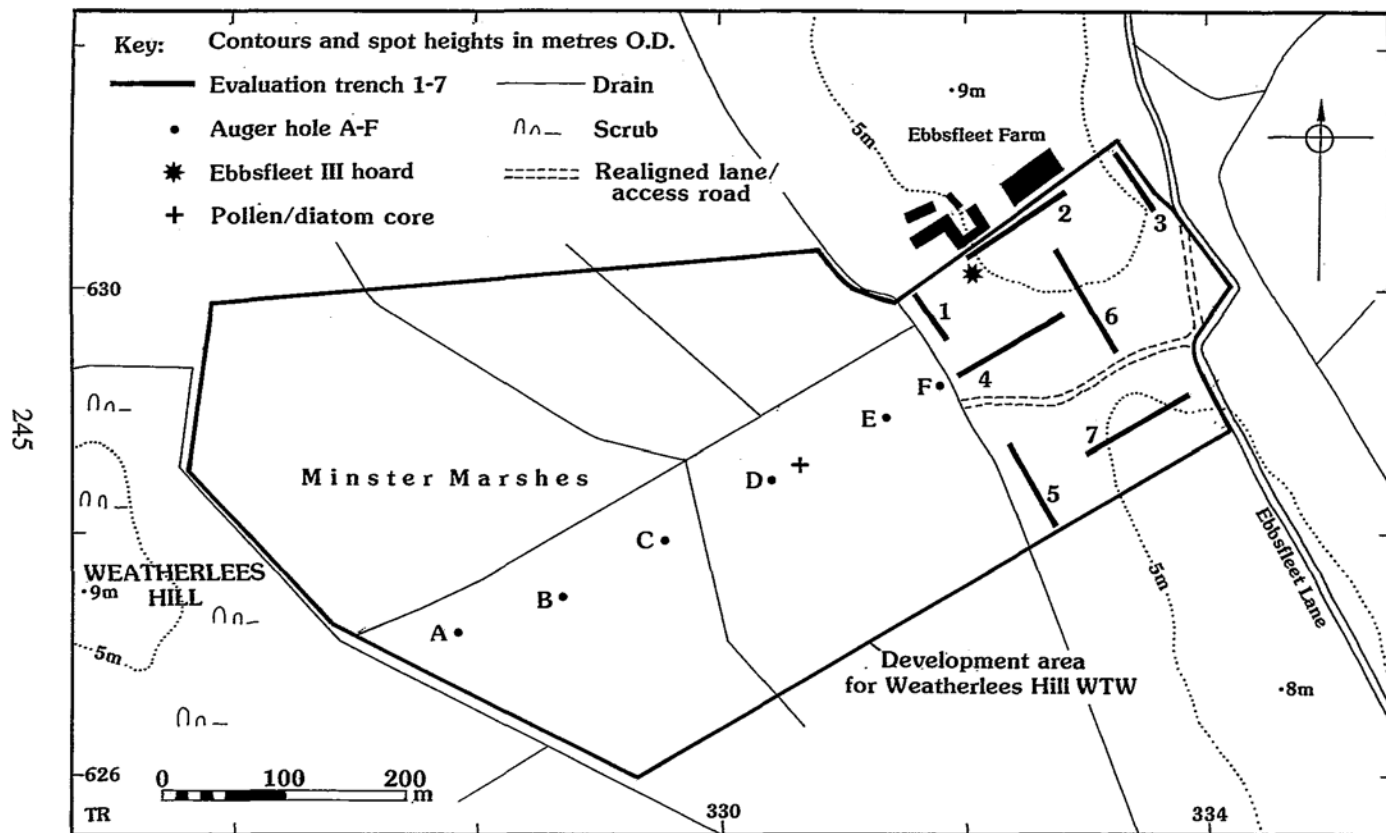 Key: Contours and spot heights in metres O.D.
Evaluation trench 1-7
Drain
Auger hole A-F
Scrub
Ebbsfleet III hoard
Realigned lane/
access road
Pollen/diatom core
9m
5m
Ebbsfleet Farm
2
3
630
1
6
4
F
E
7
245
Minster Marshes
D
5
C
Ebbsfleet Lane
WEATHERLEES
HILL
9m
B
A
5m
5m
Development area
for Weatherlees Hill WTW
8m
626
0 100 200
m
TR
330
334